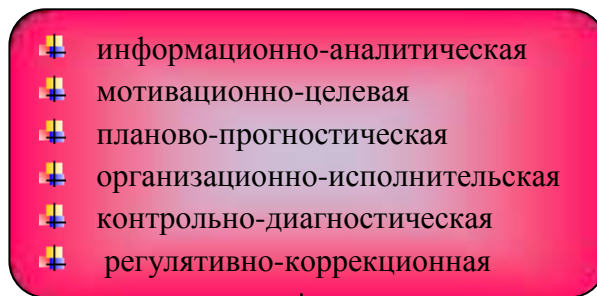 информационно-аналитическая
мотивационно-целевая
планово-прогностическая
организационно-исполнительская
контрольно-диагностическая
регулятивно-коррекционная